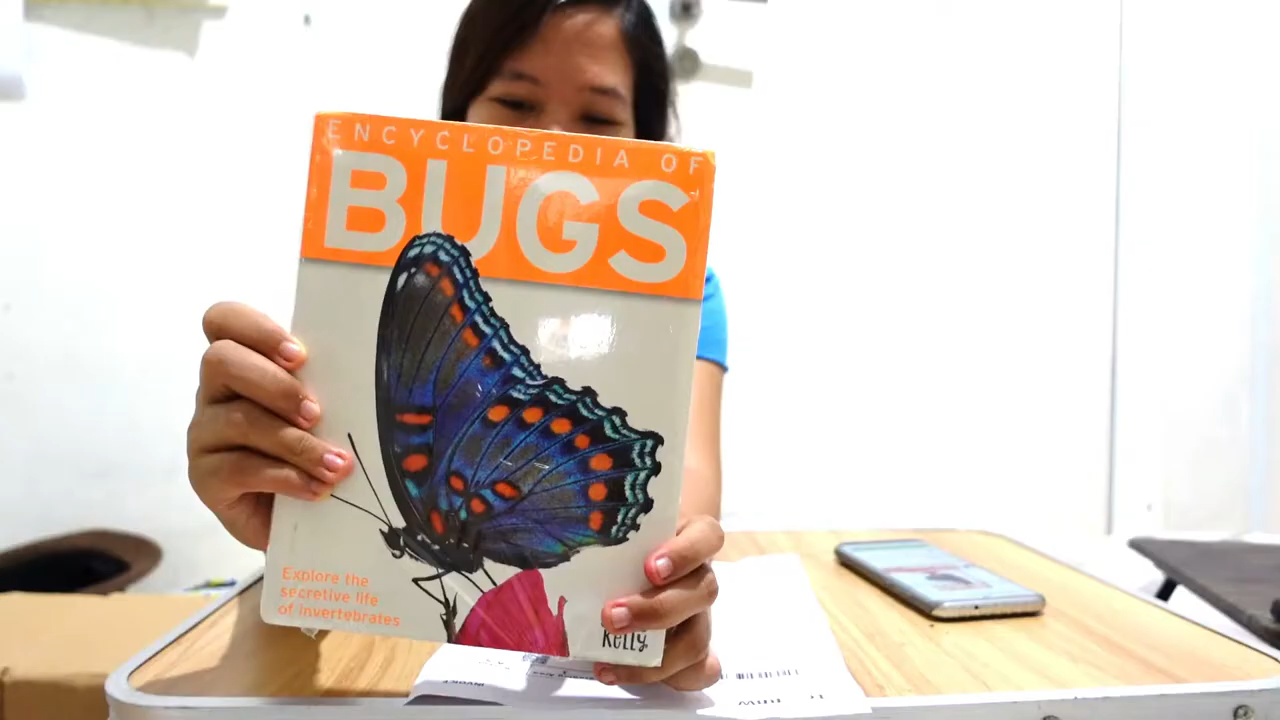 ENCYCLOPEDIA OF
BUGS
Explore the
secretive life
of invertebrates
Kelly